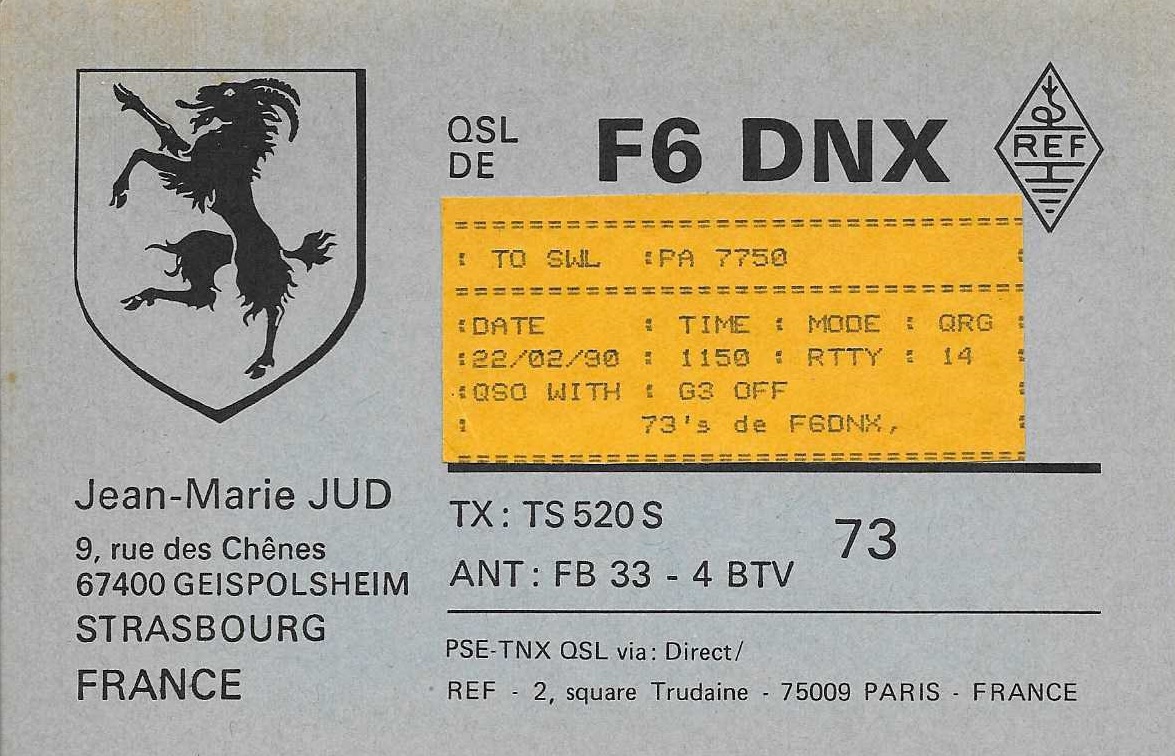 QSL
DE
F6 DNX
REF
================================
: TO SWL :PA 7750 :
================================
:DATE : TIME : MODE : QRG :
:22/02/90 : 1150 : RTTY : 14 :
:QSO WITH : G3 OFF :
: 73's de F6DNX, :
================================
Jean-Marie JUD
9, rue des Chênes
67400 GEISPOLSHEIM
STRASBOURG
FRANCE
TX: TS 520 S
73
ANT: FB 33 - 4 BTV
PSE-TNX QSL via: Direct/
REF - 2, square Trudaine - 75009 PARIS - FRANCE